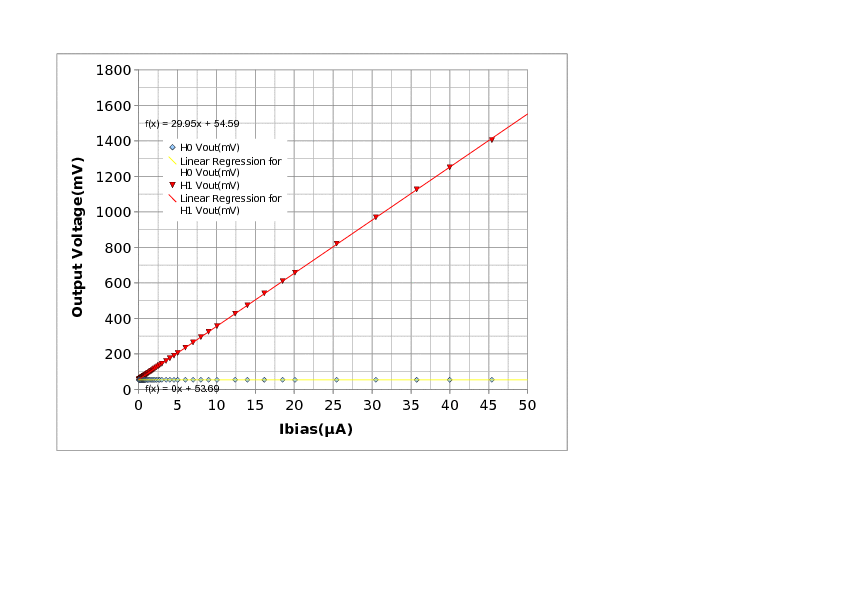 1800
1600
1400
1200
1000
800
600
400
200
0
Output Voltage(mV)
f(x) = 29.95x + 54.59
H0 Vout(mV)
Linear Regression for
H0 Vout(mV)
H1 Vout(mV)
Linear Regression for
H1 Vout(mV)
f(x) = 0x + 53.69
0 5 10 15 20 25 30 35 40 45 50
Ibias(µA)